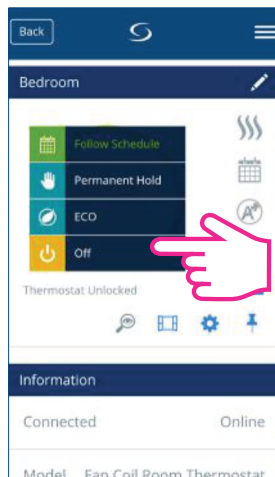 Back
Bedroom
Follow Schedule
Permanent Hold
ECO
Off
Thermostat Unlocked
Information
Connected Online
Model Fan Coil Room Thermostat